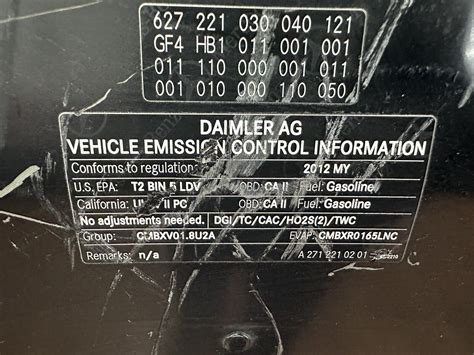 627 221 030 040 121
GF4 HB1 011 001 001
011 110 000 001 011
001 010 000 110 050
DAIMLER AG
VEHICLE EMISSION CONTROL INFORMATION
Conforms to regulation: 2012 MY
U.S. EPA: T2 BIN 5 LDV OBD: CA II Fuel: Gasoline
California: II PC OBD: CA II Fuel: Gasoline
No adjustments needed. DGI/TC/CAC/HO2S(2)/TWC
Group: CMBXV01.8U2A EVAP: CMBXR0165LNC
Remarks: n/a A 271 221 02 01